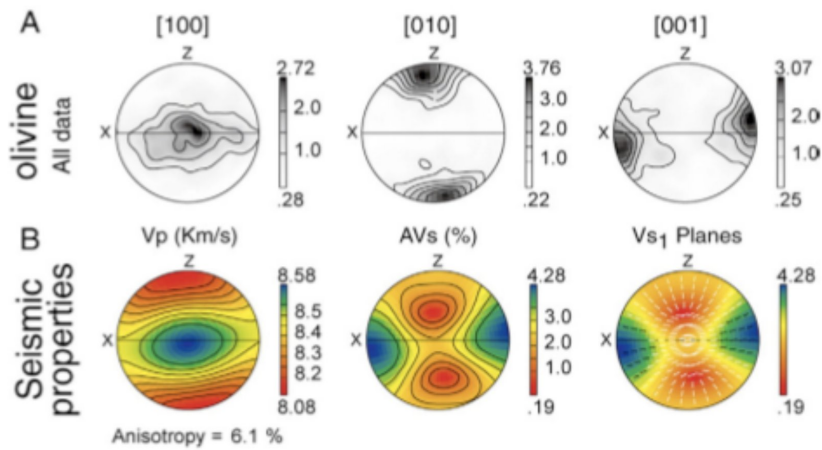 A
[100]
[010]
[001]
olivine
All data
Z
Z
Z
X
X
X
2.72
2.0
1.0
.28
3.76
3.0
2.0
1.0
.22
3.07
2.0
1.0
.25
B
Vp (Km/s)
AVs (%)
Vs1 Planes
Seismic
properties
Z
Z
Z
X
X
X
8.58
8.5
8.4
8.3
8.2
8.08
4.28
3.0
2.0
1.0
.19
4.28
.19
Anisotropy = 6.1 %